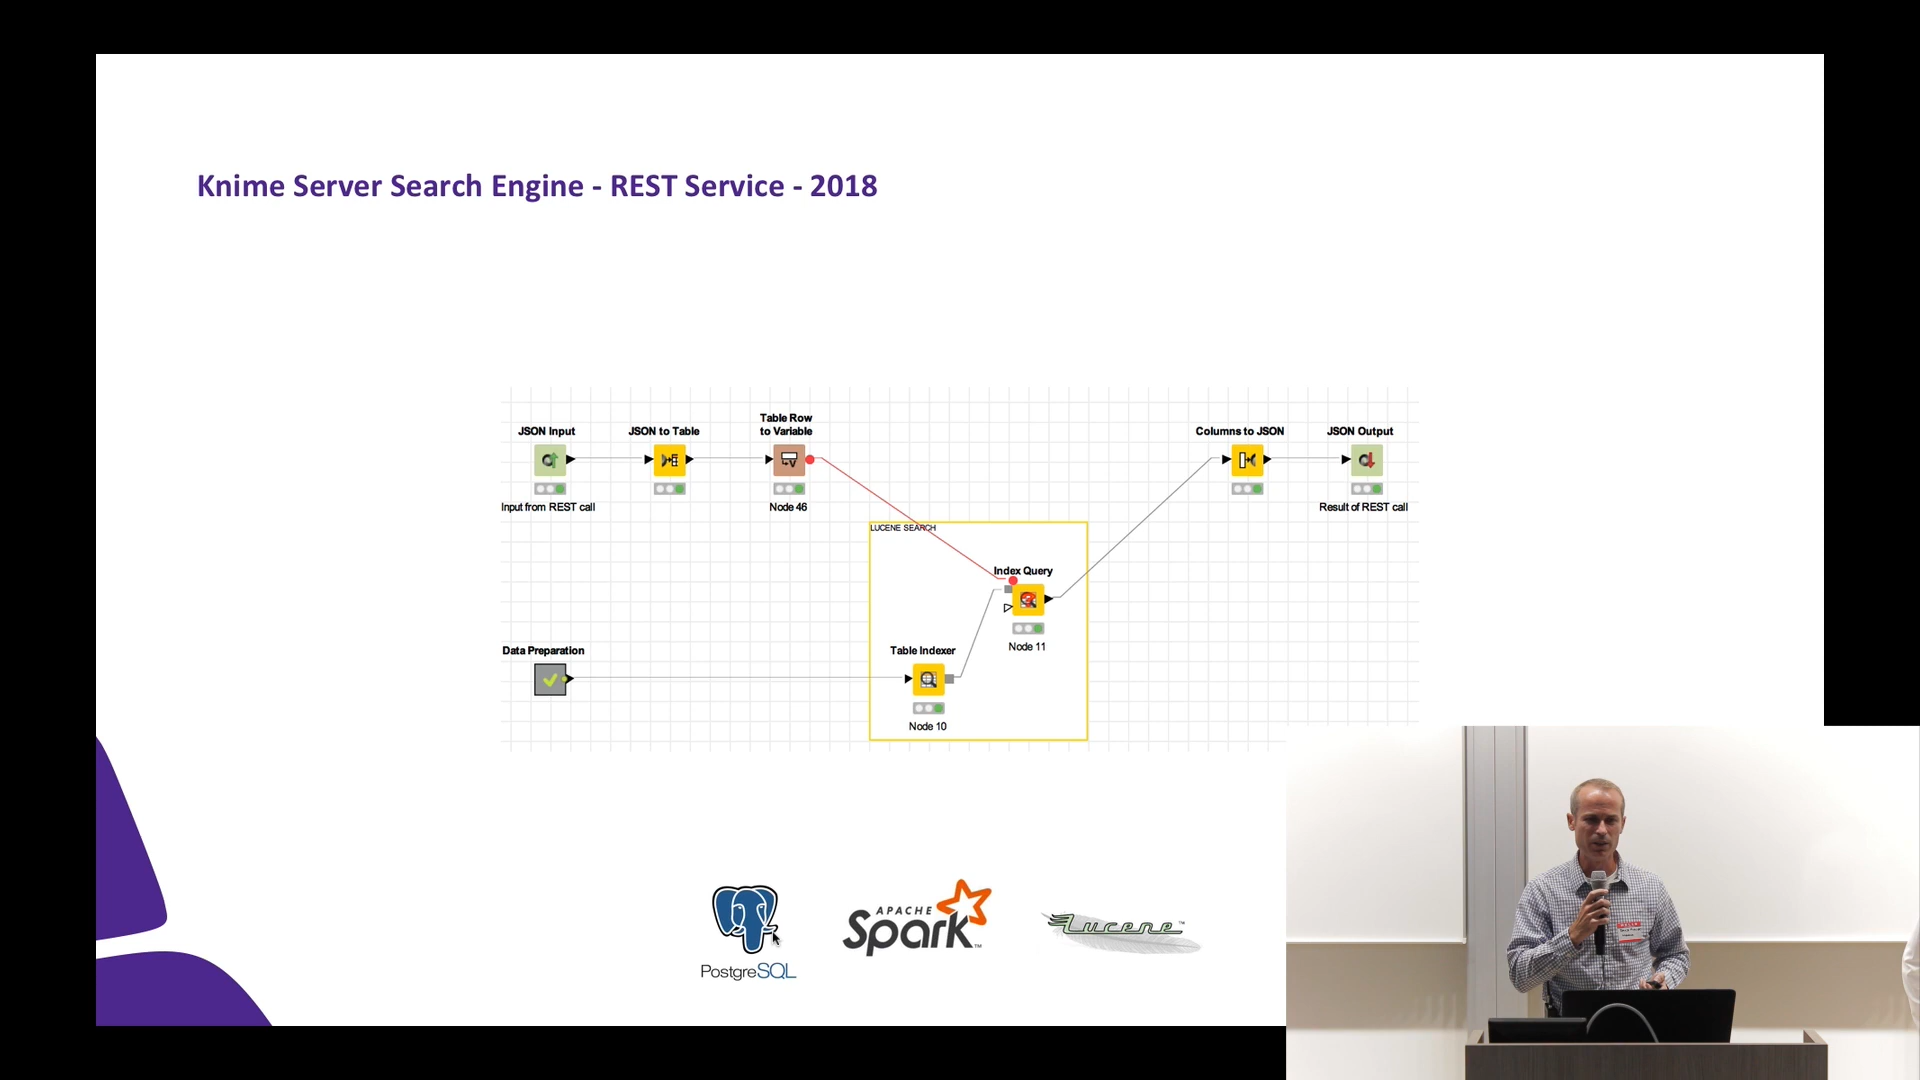 Knime Server Search Engine - REST Service - 2018
JSON Input
JSON to Table
Table Row
to Variable
Columns to JSON
JSON Output
Input from REST call
Node 46
Result of REST call
LUCENE SEARCH
Index Query
Node 11
Data Preparation
Table Indexer
Node 10
PostgreSQL
APACHE
Spark™
Lucene™